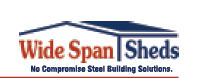 Wide Span Sheds
No Compromise Steel Building Solutions.